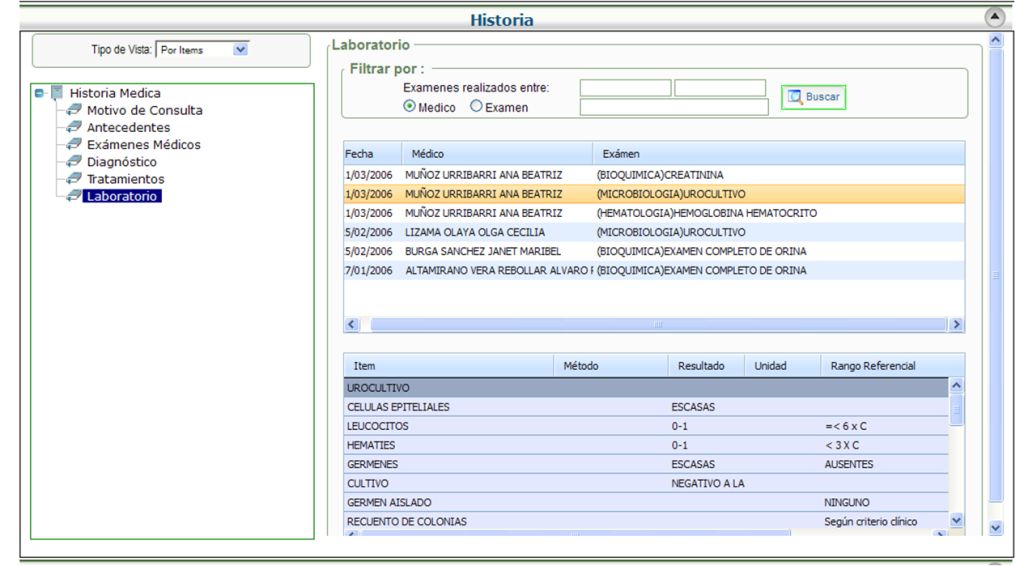 Historia
Tipo de Vista: Por Items
Historia Medica
Motivo de Consulta
Antecedentes
Exámenes Médicos
Diagnóstico
Tratamientos
Laboratorio
Laboratorio
Filtrar por :
Examenes realizados entre:
Medico Examen
Buscar
Fecha Médico Exámen
1/03/2006 MUÑOZ URRIBARRI ANA BEATRIZ (BIOQUIMICA)CREATININA
1/03/2006 MUÑOZ URRIBARRI ANA BEATRIZ (MICROBIOLOGIA)UROCULTIVO
1/03/2006 MUÑOZ URRIBARRI ANA BEATRIZ (HEMATOLOGIA)HEMOGLOBINA HEMATOCRITO
5/02/2006 LIZAMA OLAYA OLGA CECILIA (MICROBIOLOGIA)UROCULTIVO
5/02/2006 BURGA SANCHEZ JANET MARIBEL (BIOQUIMICA)EXAMEN COMPLETO DE ORINA
7/01/2006 ALTAMIRANO VERA REBOLLAR ALVARO (BIOQUIMICA)EXAMEN COMPLETO DE ORINA
Item Método Resultado Unidad Rango Referencial
UROCULTIVO
CELULAS EPITELIALES ESCASAS
LEUCOCITOS 0-1 =< 6 x C
HEMATIES 0-1 < 3 X C
GERMENES ESCASAS AUSENTES
CULTIVO NEGATIVO A LA
GERMEN AISLADO NINGUNO
RECUENTO DE COLONIAS Según criterio clínico